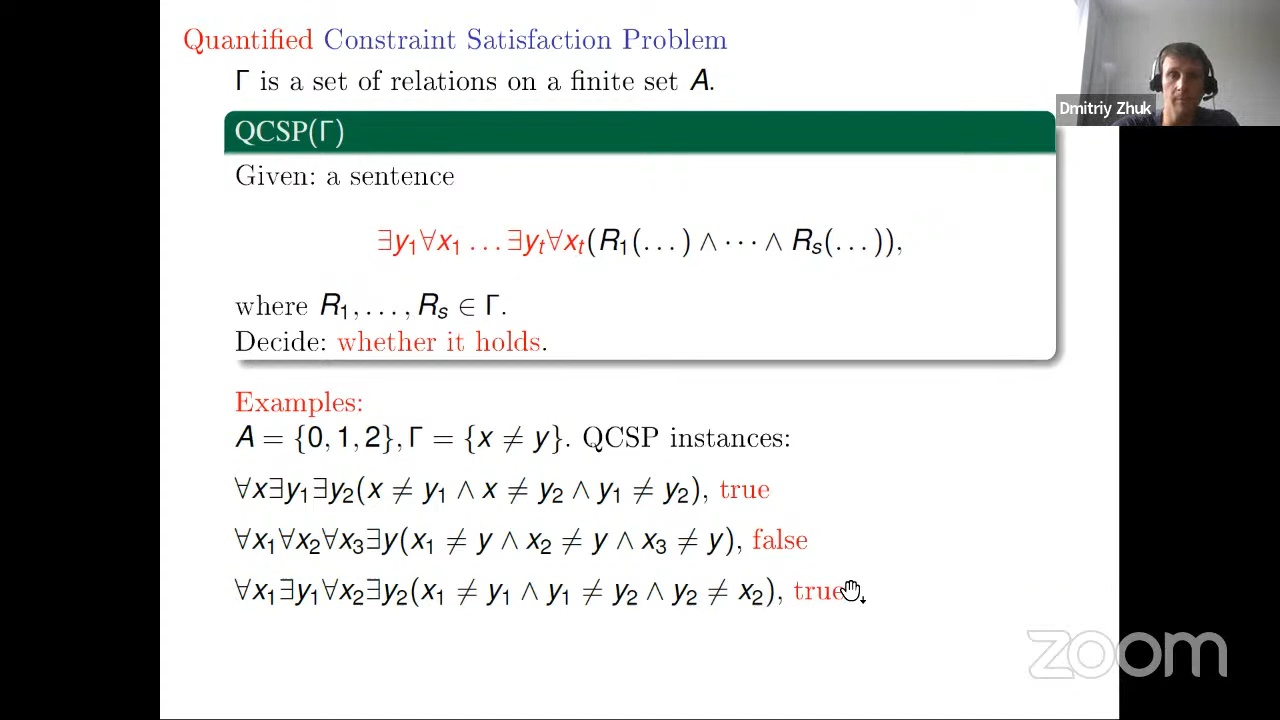 Quantified Constraint Satisfaction Problem
Γ is a set of relations on a finite set A.
Dmitriy Zhuk
QCSP(Γ)
Given: a sentence
∃y₁∀x₁ … ∃yₜ∀xₜ(R₁(…) ∧ ⋯ ∧ Rₛ(…)),
where R₁, …, Rₛ ∈ Γ.
Decide: whether it holds.
Examples:
A = {0, 1, 2}, Γ = {x ≠ y}. QCSP instances:
∀x∃y₁∃y₂(x ≠ y₁ ∧ x ≠ y₂ ∧ y₁ ≠ y₂), true
∀x₁∀x₂∀x₃∃y(x₁ ≠ y ∧ x₂ ≠ y ∧ x₃ ≠ y), false
∀x₁∃y₁∀x₂∃y₂(x₁ ≠ y₁ ∧ y₁ ≠ y₂ ∧ y₂ ≠ x₂), true
zoom